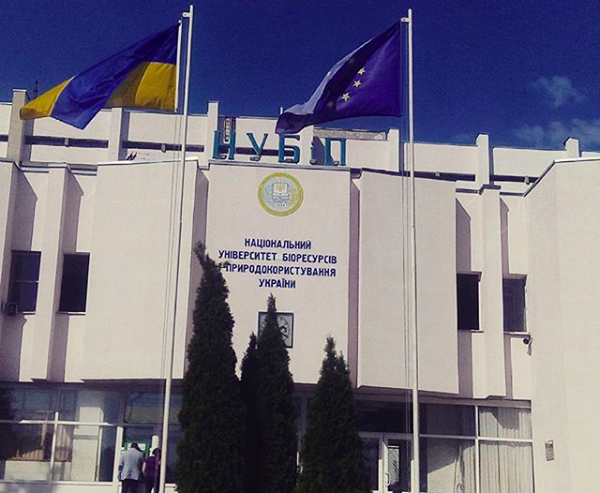 НУБіП
НАЦІОНАЛЬНИЙ
УНІВЕРСИТЕТ БІОРЕСУРСІВ
І ПРИРОДОКОРИСТУВАННЯ
УКРАЇНИ